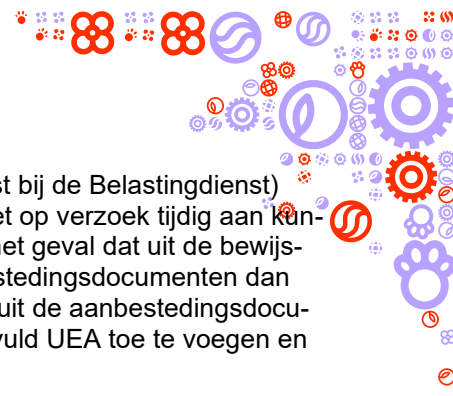 st bij de Belastingdienst)
et op verzoek tijdig aan kun-
net geval dat uit de bewijs-
stedingsdocumenten dan
uit de aanbestedingsdocu-
vuld UEA toe te voegen en